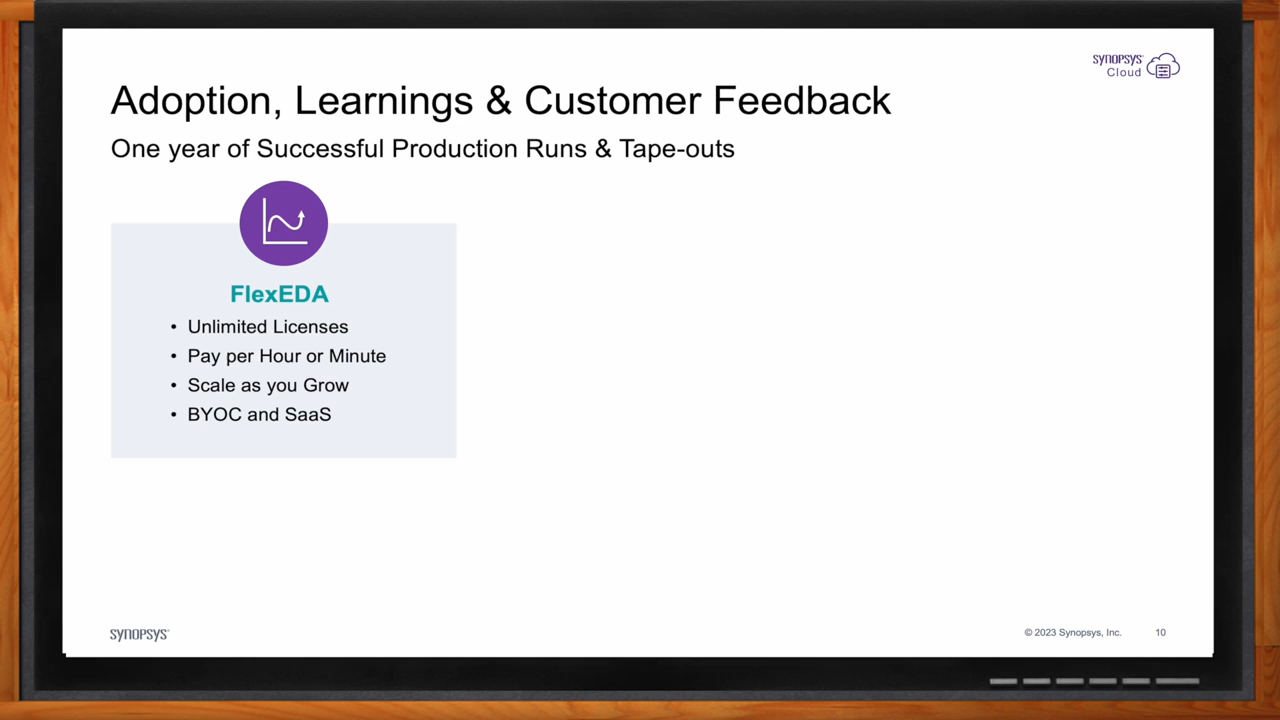 SYNOPSYS
Cloud
Adoption, Learnings & Customer Feedback
One year of Successful Production Runs & Tape-outs
FlexEDA
• Unlimited Licenses
• Pay per Hour or Minute
• Scale as you Grow
• BYOC and SaaS
SYNOPSYS
© 2023 Synopsys, Inc. 10